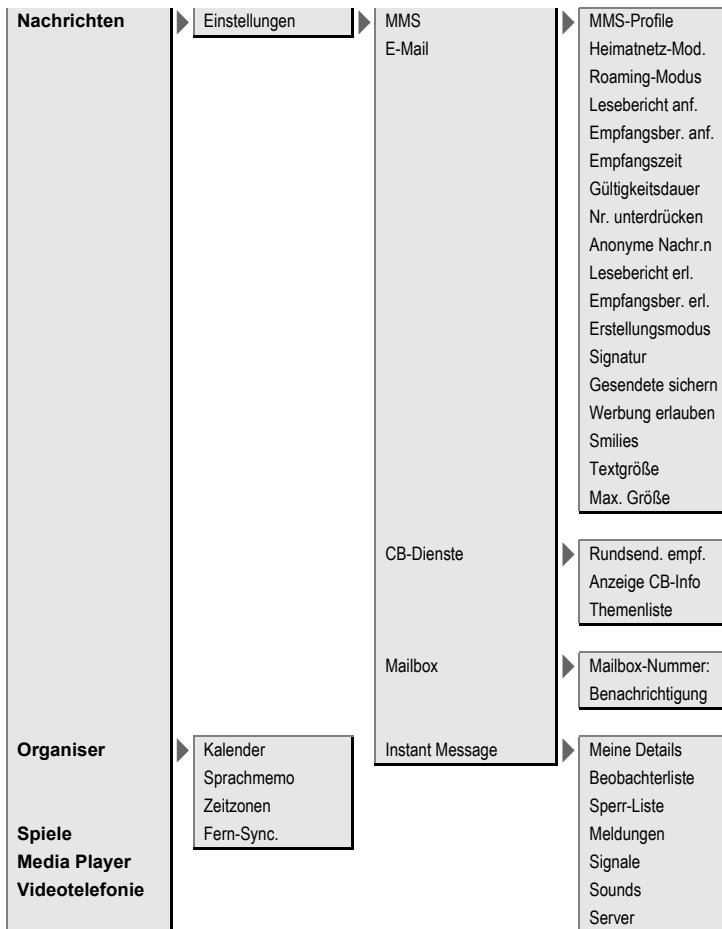 Nachrichten Einstellungen MMS MMS-Profile
E-Mail Heimatnetz-Mod.
Roaming-Modus
Lesebericht anf.
Empfangsber. anf.
Empfangszeit
Gültigkeitsdauer
Nr. unterdrücken
Anonyme Nachr.n
Lesebericht erl.
Empfangsber. erl.
Erstellungsmodus
Signatur
Gesendete sichern
Werbung erlauben
Smilies
Textgröße
Max. Größe
CB-Dienste Rundsend. empf.
Anzeige CB-Info
Themenliste
Mailbox Mailbox-Nummer:
Benachrichtigung
Organiser Kalender Instant Message Meine Details
Sprachmemo Beobachterliste
Zeitzonen Sperr-Liste
Spiele Fern-Sync. Meldungen
Media Player Signale
Videotelefonie Sounds
Server